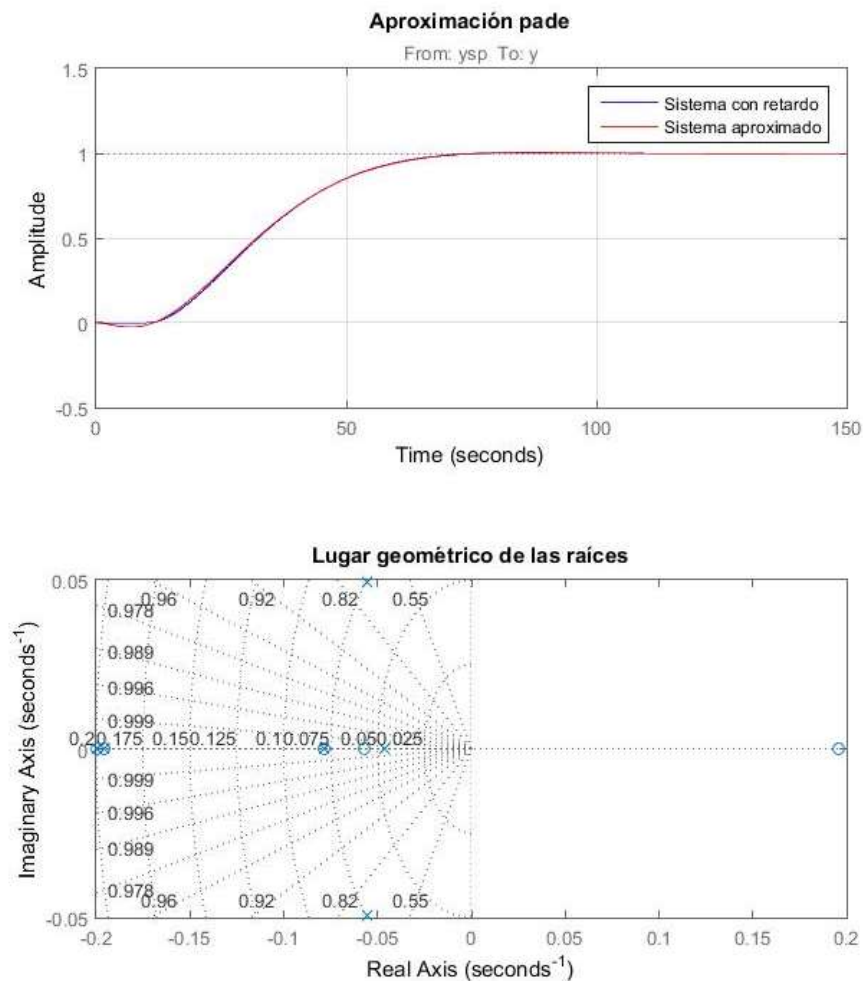 Aproximación pade
From: ysp To: y
1.5
Sistema con retardo
Sistema aproximado
1
Amplitude
0.5
0
-0.5
0 50 100 150
Time (seconds)
Lugar geométrico de las raíces
0.05
0.96 0.92 0.82 0.55
0.978
0.989
0.996
0.999
0.2 0.175 0.15 0.125 0.10 0.075 0.05 0.025
0
Imaginary Axis (seconds-1)
0.999
0.996
0.989
0.978
0.96 0.92 0.82 0.55
-0.05
-0.2 -0.15 -0.1 -0.05 0 0.05 0.1 0.15 0.2
Real Axis (seconds-1)